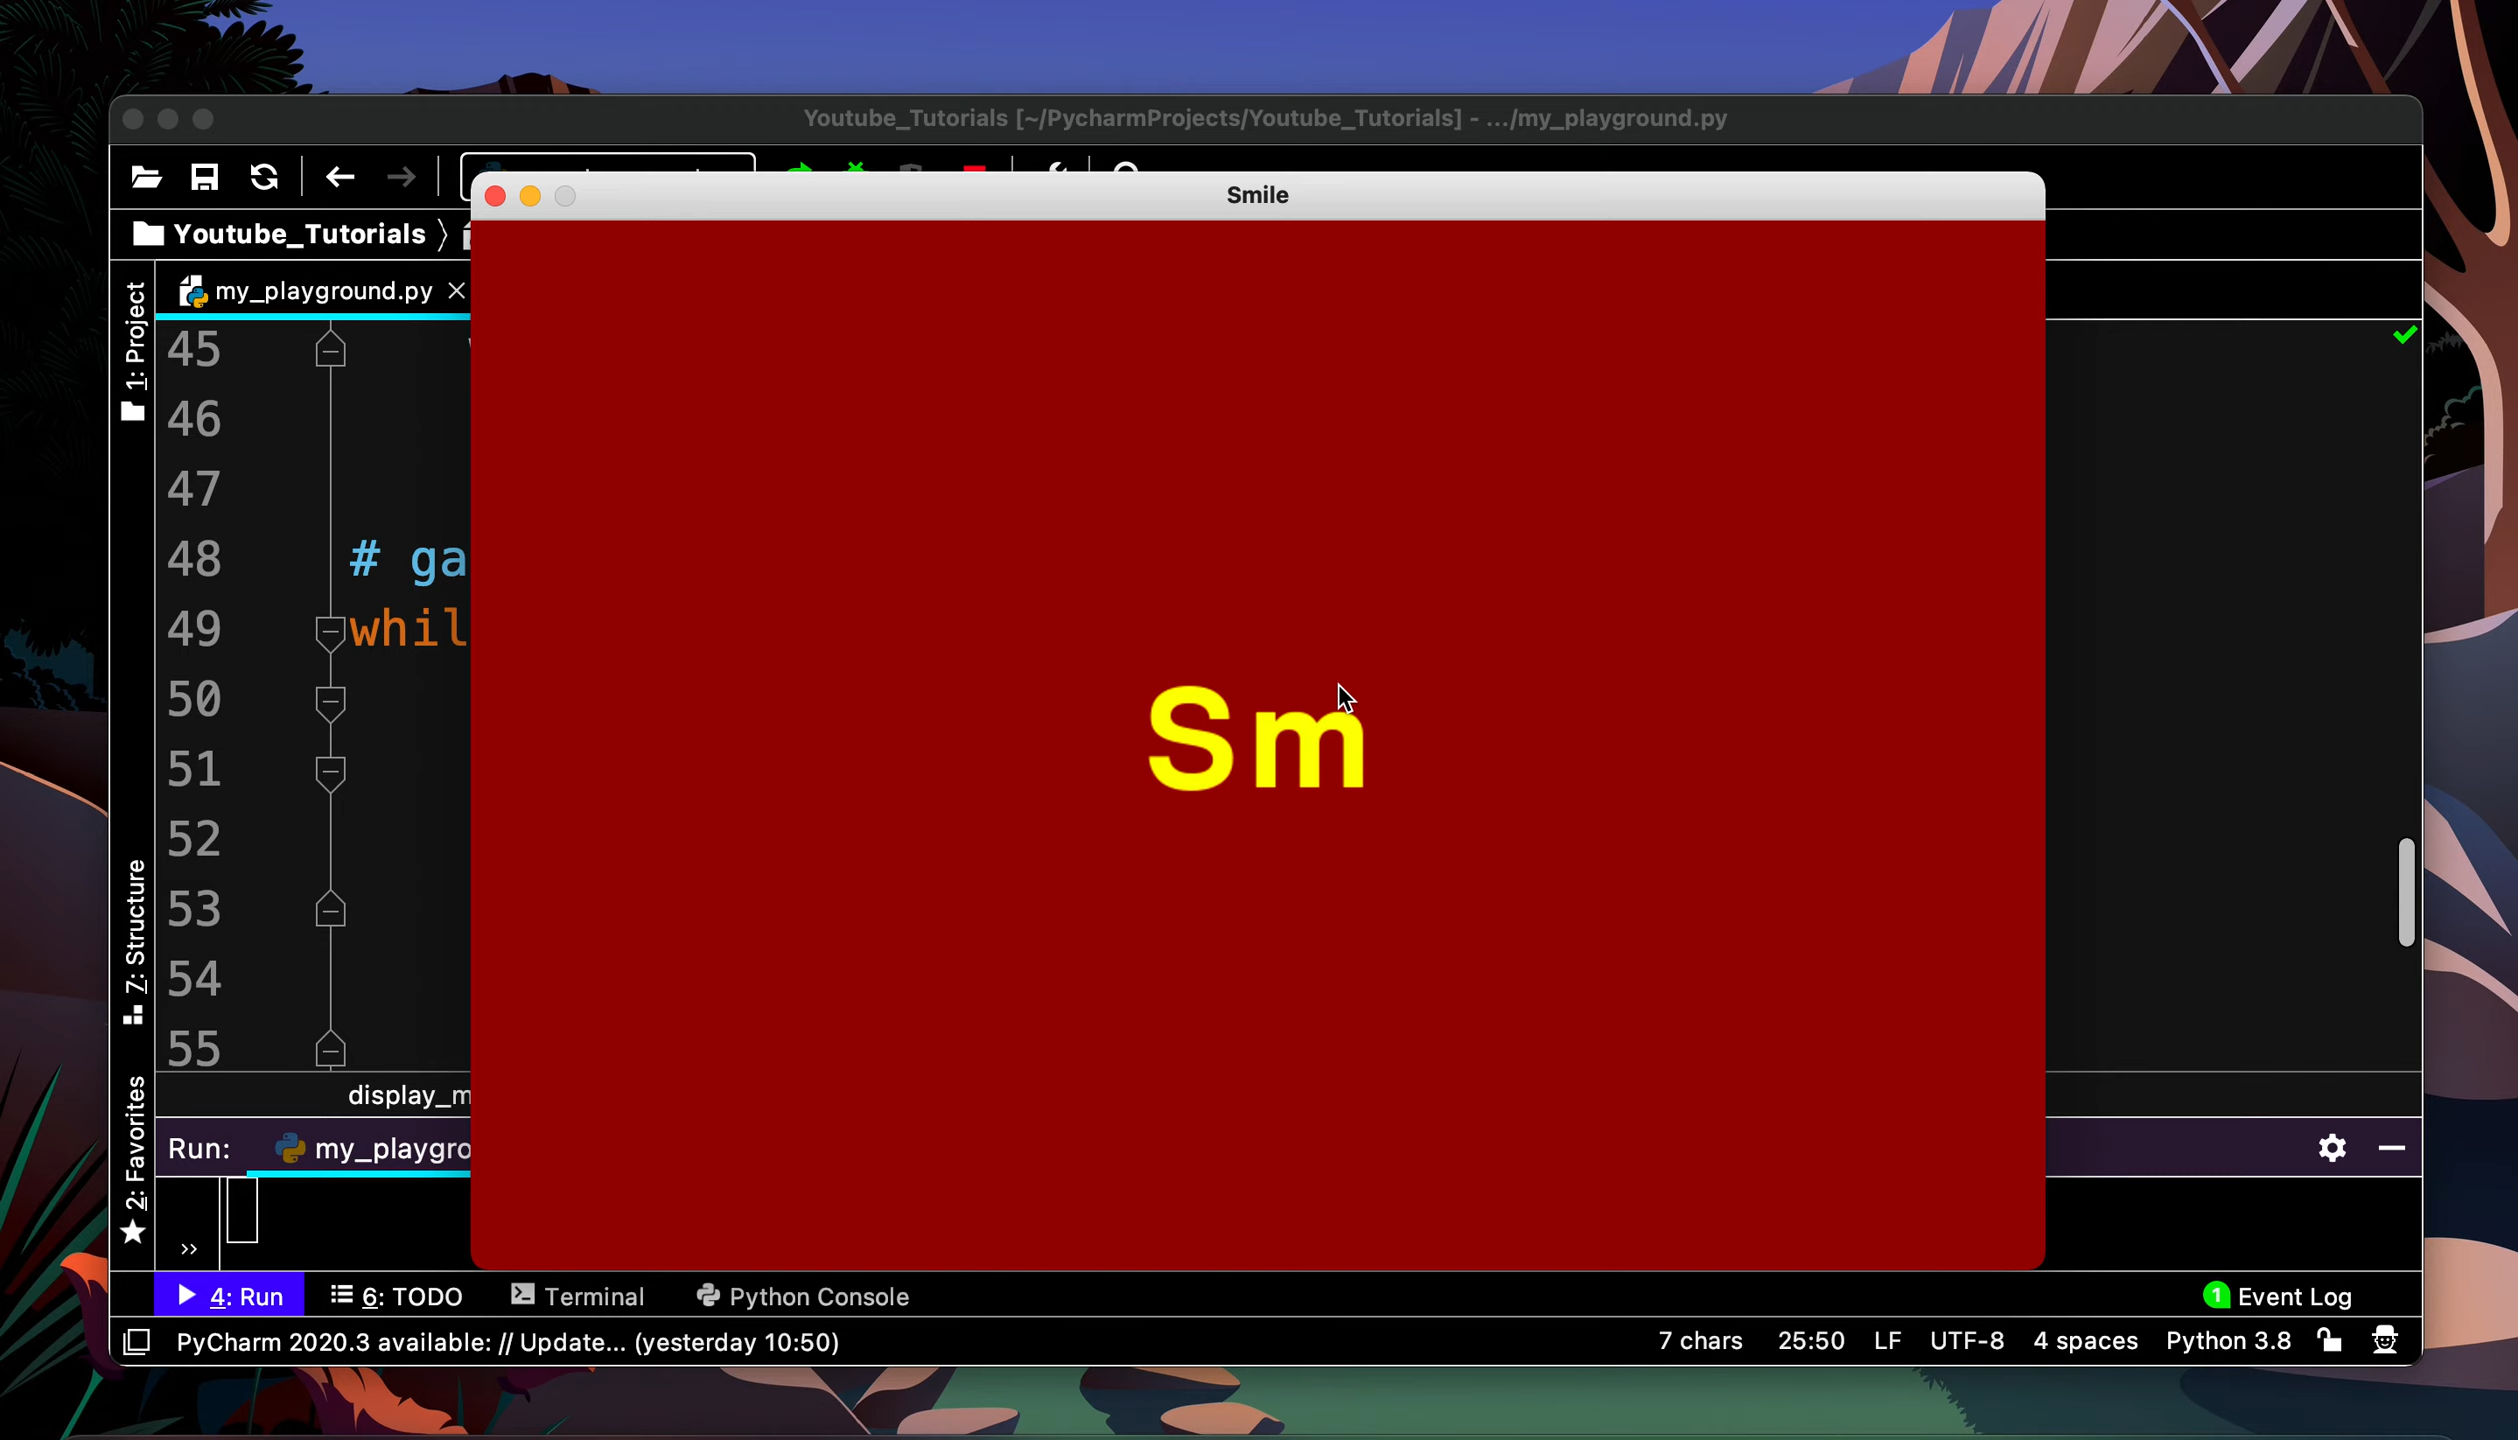 Youtube_Tutorials [~/PycharmProjects/Youtube_Tutorials] - .../my_playground.py
Smile
Youtube_Tutorials
1: Project
my_playground.py
45
46
47
48 # ga
49 whil
50
51
52
53
54
55
Sm
7: Structure
2: Favorites
display_m
Run: my_playgro
>>
4: Run 6: TODO Terminal Python Console 1 Event Log
PyCharm 2020.3 available: // Update... (yesterday 10:50) 7 chars 25:50 LF UTF-8 4 spaces Python 3.8